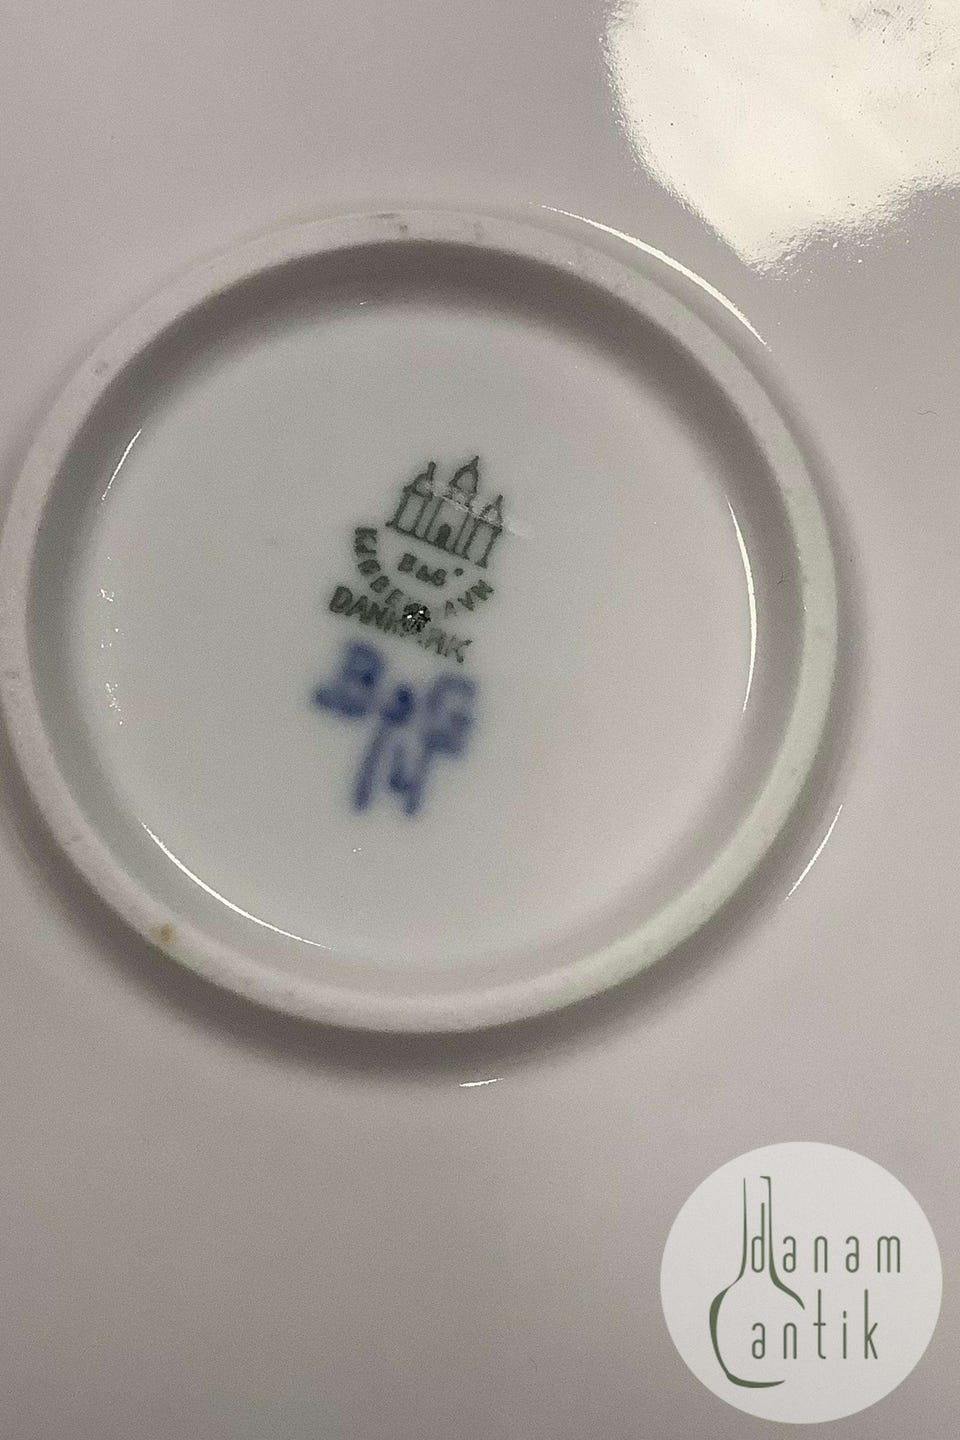 B&G
KJØBENHAVN
DANMARK
B&G
14
danam
antik